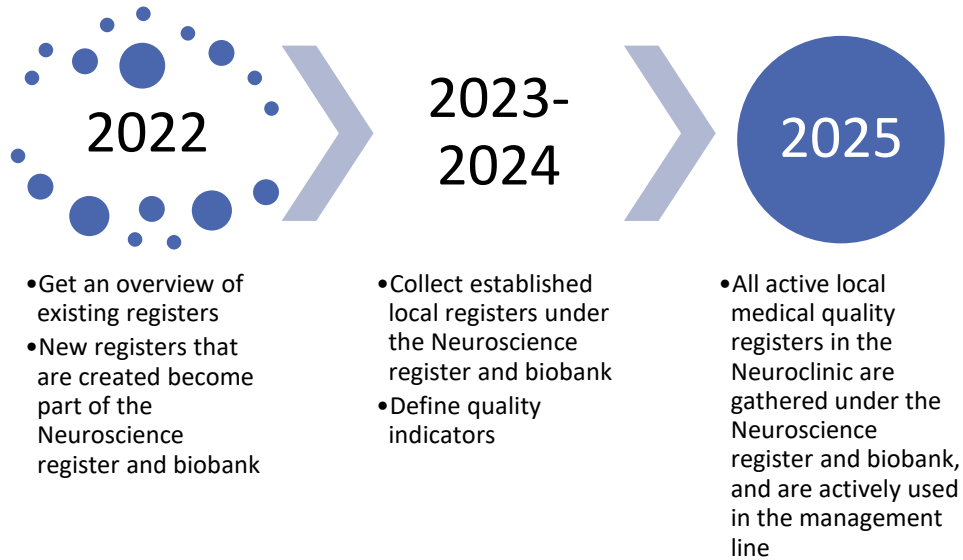 2022
•Get an overview of
existing registers
•New registers that
are created become
part of the
Neuroscience
register and biobank
2023-
2024
•Collect established
local registers under
the Neuroscience
register and biobank
•Define quality
indicators
2025
•All active local
medical quality
registers in the
Neuroclinic are
gathered under the
Neuroscience
register and biobank,
and are actively used
in the management
line